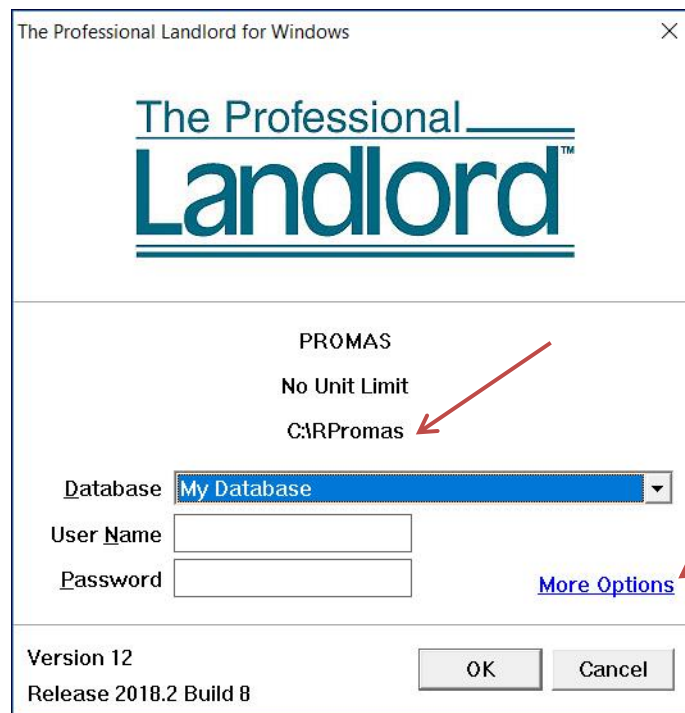 The Professional Landlord for Windows
The Professional
Landlord™
PROMAS
No Unit Limit
C:\RPromas
Database My Database
User Name
Password
More Options
Version 12
OK Cancel
Release 2018.2 Build 8